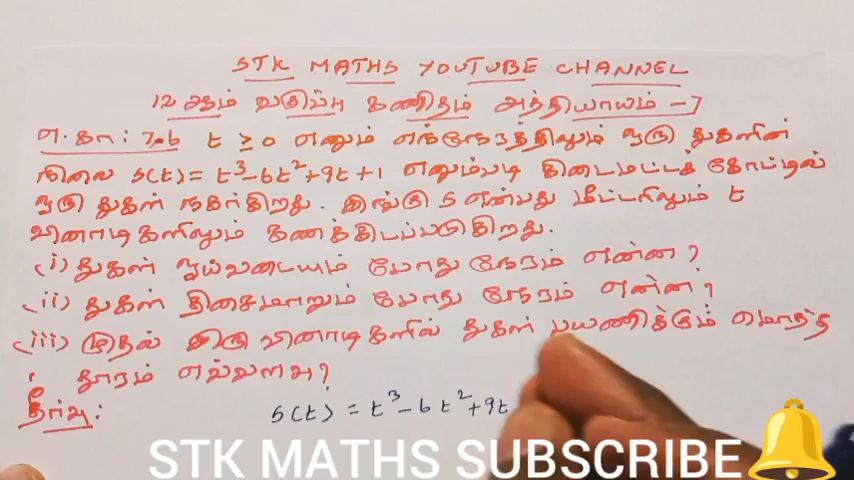 STK MATHS YOUTUBE CHANNEL
12 ஆம் வகுப்பு கணிதம் அத்தியாயம் - 7
எ.கா : 7.6 t ≥ 0 எனும் எந்நேரத்திலும் ஒரு துகளின்
நிலை s(t) = t³ - 6t² + 9t + 1 எனும்படி கிடைமட்டக் கோட்டில்
ஒரு துகள் நகர்கிறது. இங்கு s என்பது மீட்டரிலும் t
வினாடிகளிலும் கணக்கிடப்படுகிறது.
(i) துகள் ஓய்வடையும் போது நேரம் என்ன?
(ii) துகள் திசைமாறும் போது நேரம் என்ன?
(iii) முதல் இரு வினாடிகளில் துகள் பயணிக்கும் மொத்த
தூரம் எவ்வளவு?
தீர்வு:
s(t) = t³ - 6t² + 9t
STK MATHS SUBSCRIBE